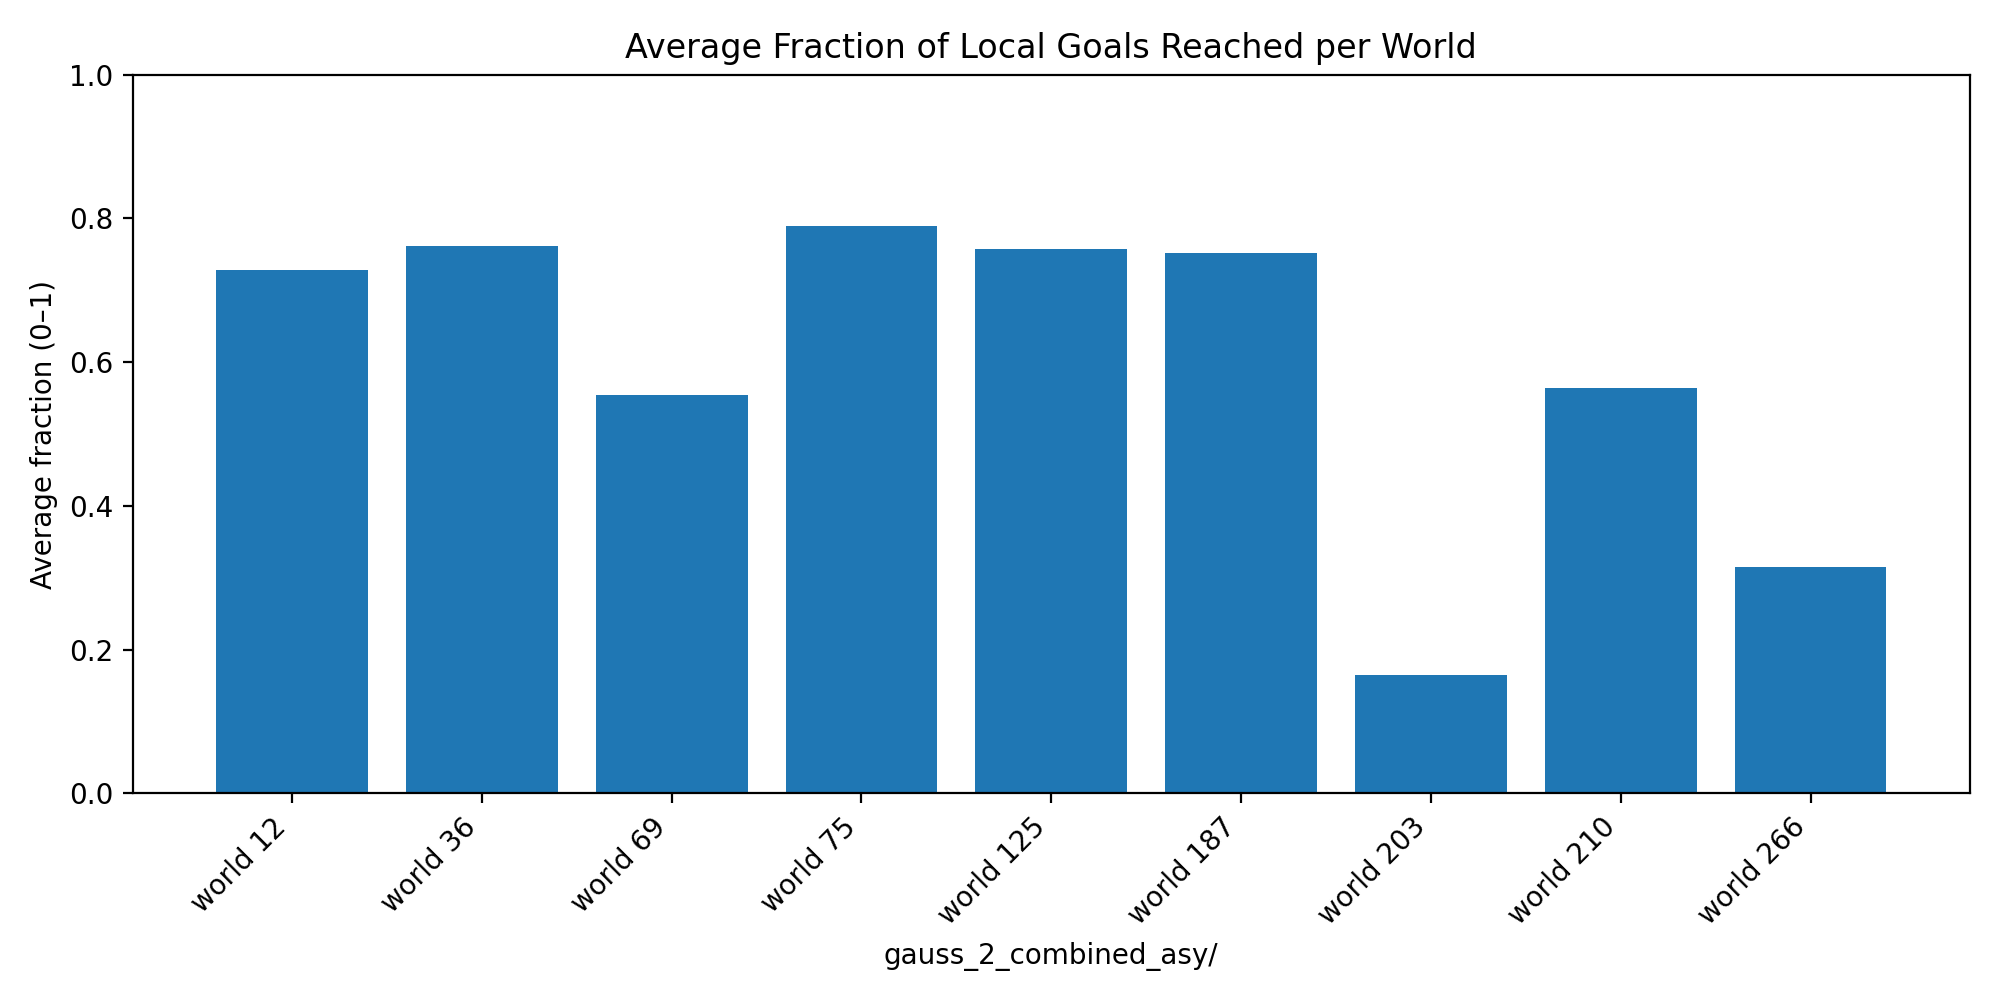 Average Fraction of Local Goals Reached per World
Average fraction (0–1)
1.0
0.8
0.6
0.4
0.2
0.0
world 12
world 36
world 69
world 75
world 125
world 187
world 203
world 210
world 266
gauss_2_combined_asy/